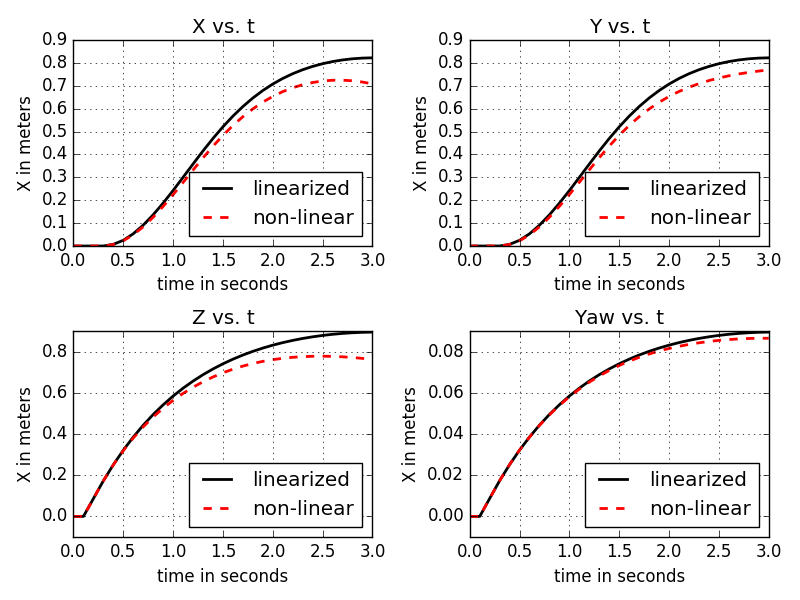 X vs. t
0.9
0.8
0.7
0.6
0.5
0.4
0.3
0.2
0.1
0.0
X in meters
linearized
non-linear
0.0 0.5 1.0 1.5 2.0 2.5 3.0
time in seconds
Y vs. t
0.9
0.8
0.7
0.6
0.5
0.4
0.3
0.2
0.1
0.0
X in meters
linearized
non-linear
0.0 0.5 1.0 1.5 2.0 2.5 3.0
time in seconds
Z vs. t
0.8
0.6
0.4
0.2
0.0
X in meters
linearized
non-linear
0.0 0.5 1.0 1.5 2.0 2.5 3.0
time in seconds
Yaw vs. t
0.08
0.06
0.04
0.02
0.00
X in meters
linearized
non-linear
0.0 0.5 1.0 1.5 2.0 2.5 3.0
time in seconds